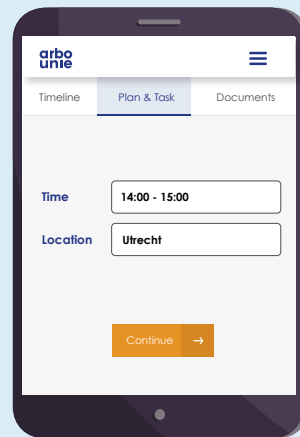 arbo
unie
Timeline Plan & Task Documents
Time 14:00 - 15:00
Location Utrecht
Continue